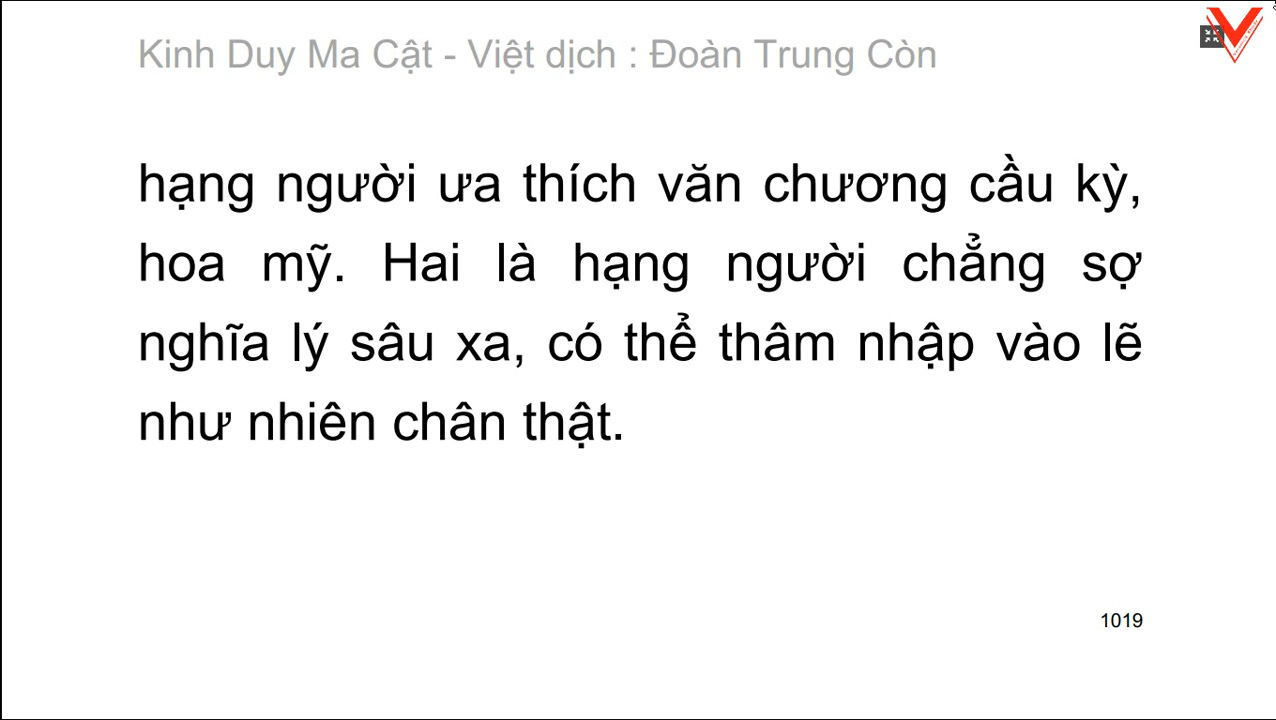 Kinh Duy Ma Cật - Việt dịch : Đoàn Trung Còn
hạng người ưa thích văn chương cầu kỳ,
hoa mỹ. Hai là hạng người chẳng sợ
nghĩa lý sâu xa, có thể thâm nhập vào lẽ
như nhiên chân thật.
1019